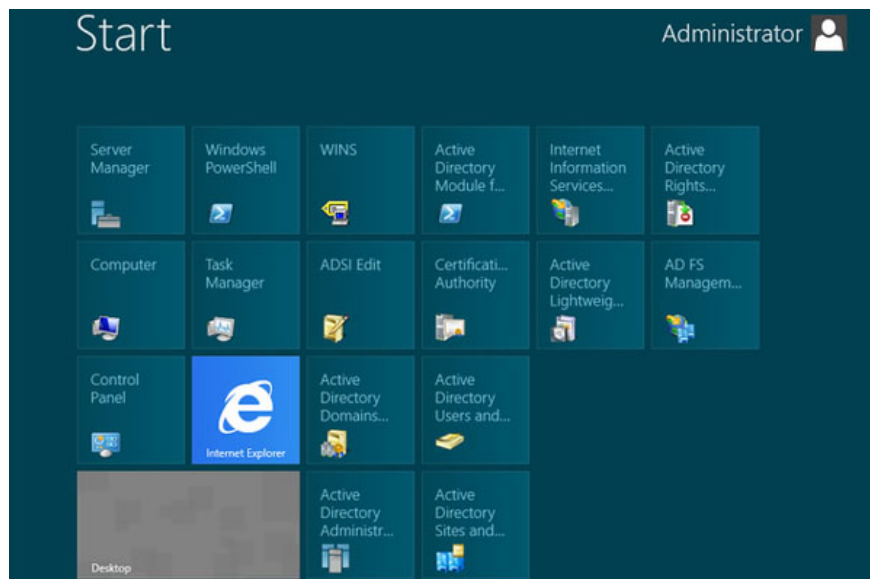 Start
Administrator
Server
Manager
Windows
PowerShell
WINS
Active
Directory
Module f...
Internet
Information
Services...
Active
Directory
Rights...
Computer
Task
Manager
ADSI Edit
Certificati...
Authority
Active
Directory
Lightweig...
AD FS
Managem...
Control
Panel
Internet Explorer
Active
Directory
Domains...
Active
Directory
Users and...
Desktop
Active
Directory
Administr...
Active
Directory
Sites and...